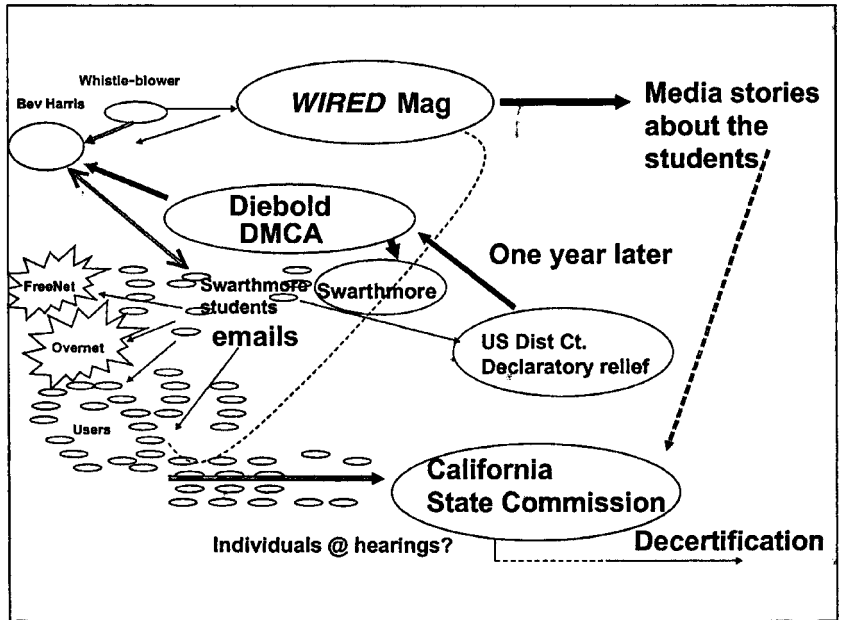 Whistle-blower
Bev Harris
WIRED Mag
Media stories
about the
students
Diebold
DMCA
One year later
FreeNet
Swarthmore
students
emails
Swarthmore
Overnet
US Dist Ct.
Declaratory relief
Users
California
State Commission
Individuals @ hearings?
Decertification